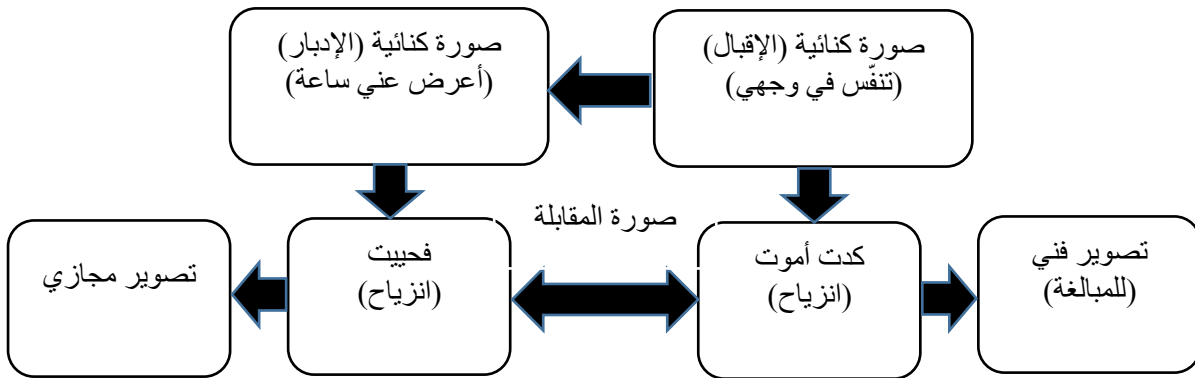 صورة كنائية (الإقبال)
(تنفّس في وجهي)
صورة كنائية (الإدبار)
(أعرض عني ساعة)
صورة المقابلة
تصوير فني
(للمبالغة)
كدت أموت
(انزياح)
فحييت
(انزياح)
تصوير مجازي